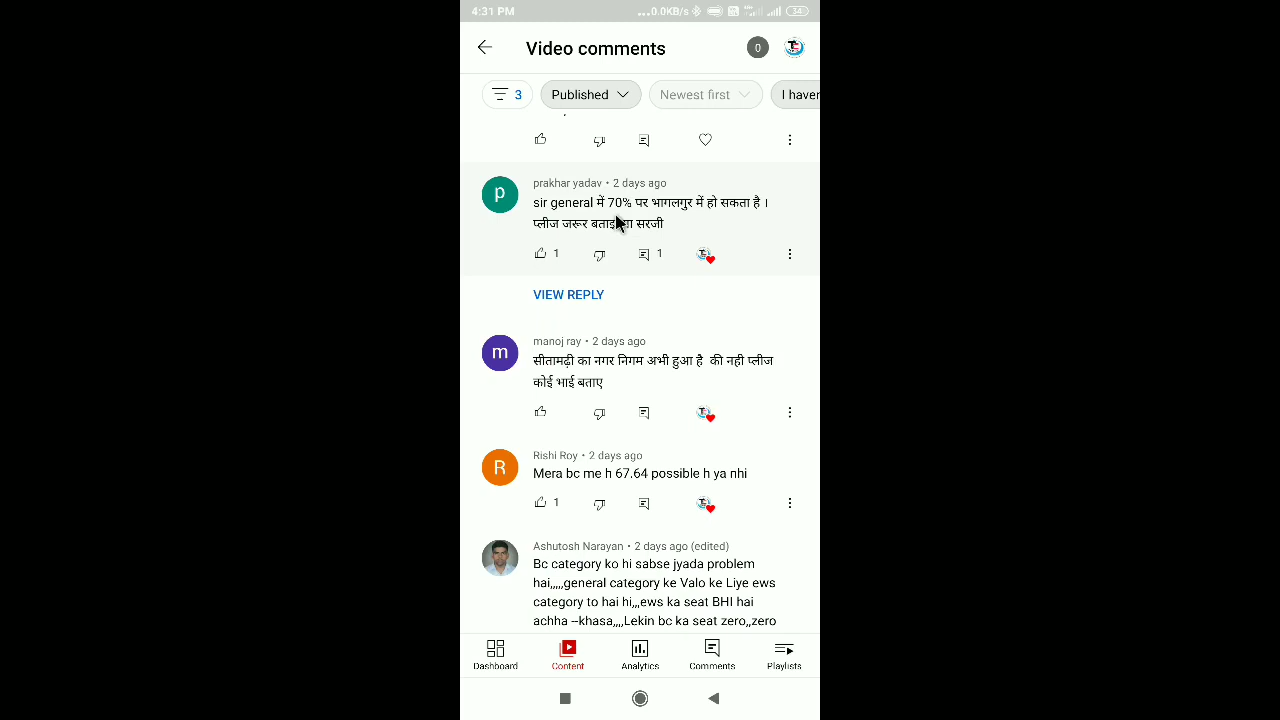 4:31 PM
...0.0KB/s
34
Video comments
0
3
Published
Newest first
I haven
prakhar yadav • 2 days ago
sir general में 70% पर भागलगुर में हो सकता है ।
प्लीज जरूर सरजी
1
1
VIEW REPLY
manoj ray • 2 days ago
सीतामढ़ी का नगर निगम अभी हुआ है की नही प्लीज
कोई भाई बताए
Rishi Roy • 2 days ago
Mera bc me h 67.64 possible h ya nhi
1
Ashutosh Narayan • 2 days ago (edited)
Bc category ko hi sabse jyada problem
hai,,,,,general category ke Valo ke Liye ews
category to hai hi,,,ews ka seat BHI hai
achha --khasa,,,,Lekin bc ka seat zero,,zero
Dashboard
Content
Analytics
Comments
Playlists